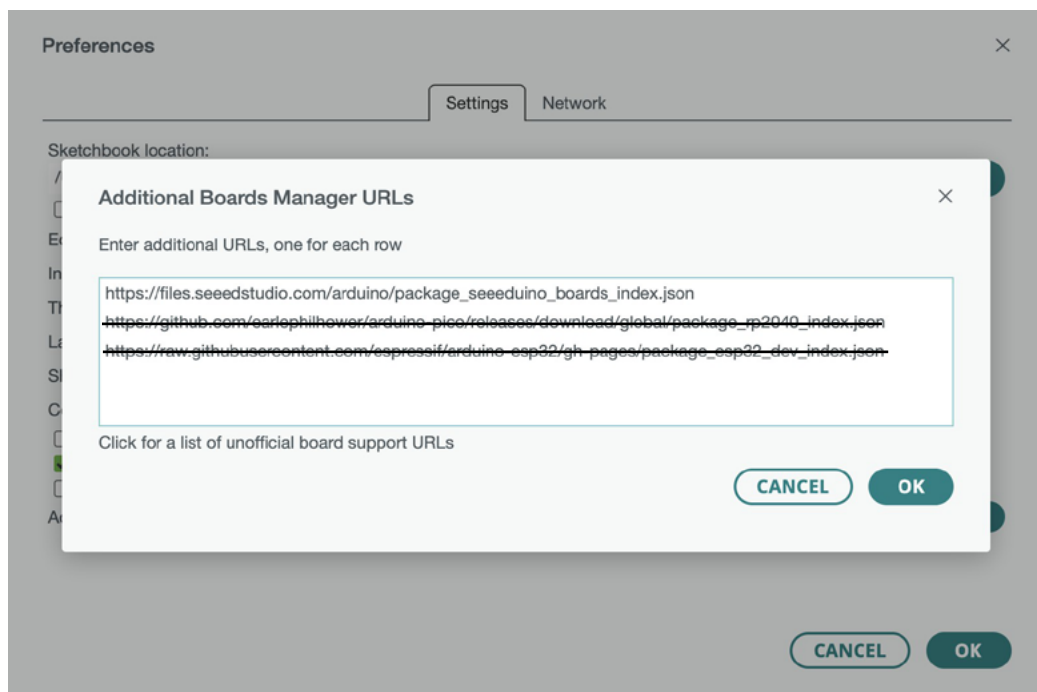 Preferences
Settings
Network
Sketchbook location:
/
Additional Boards Manager URLs
Enter additional URLs, one for each row
https://files.seeedstudio.com/arduino/package_seeeduino_boards_index.json
https://github.com/earlephilhower/arduino-pico/releases/download/global/package_rp2040_index.json
https://raw.githubusercontent.com/espressif/arduino-esp32/gh-pages/package_esp32_dev_index.json
Click for a list of unofficial board support URLs
CANCEL
OK
CANCEL
OK